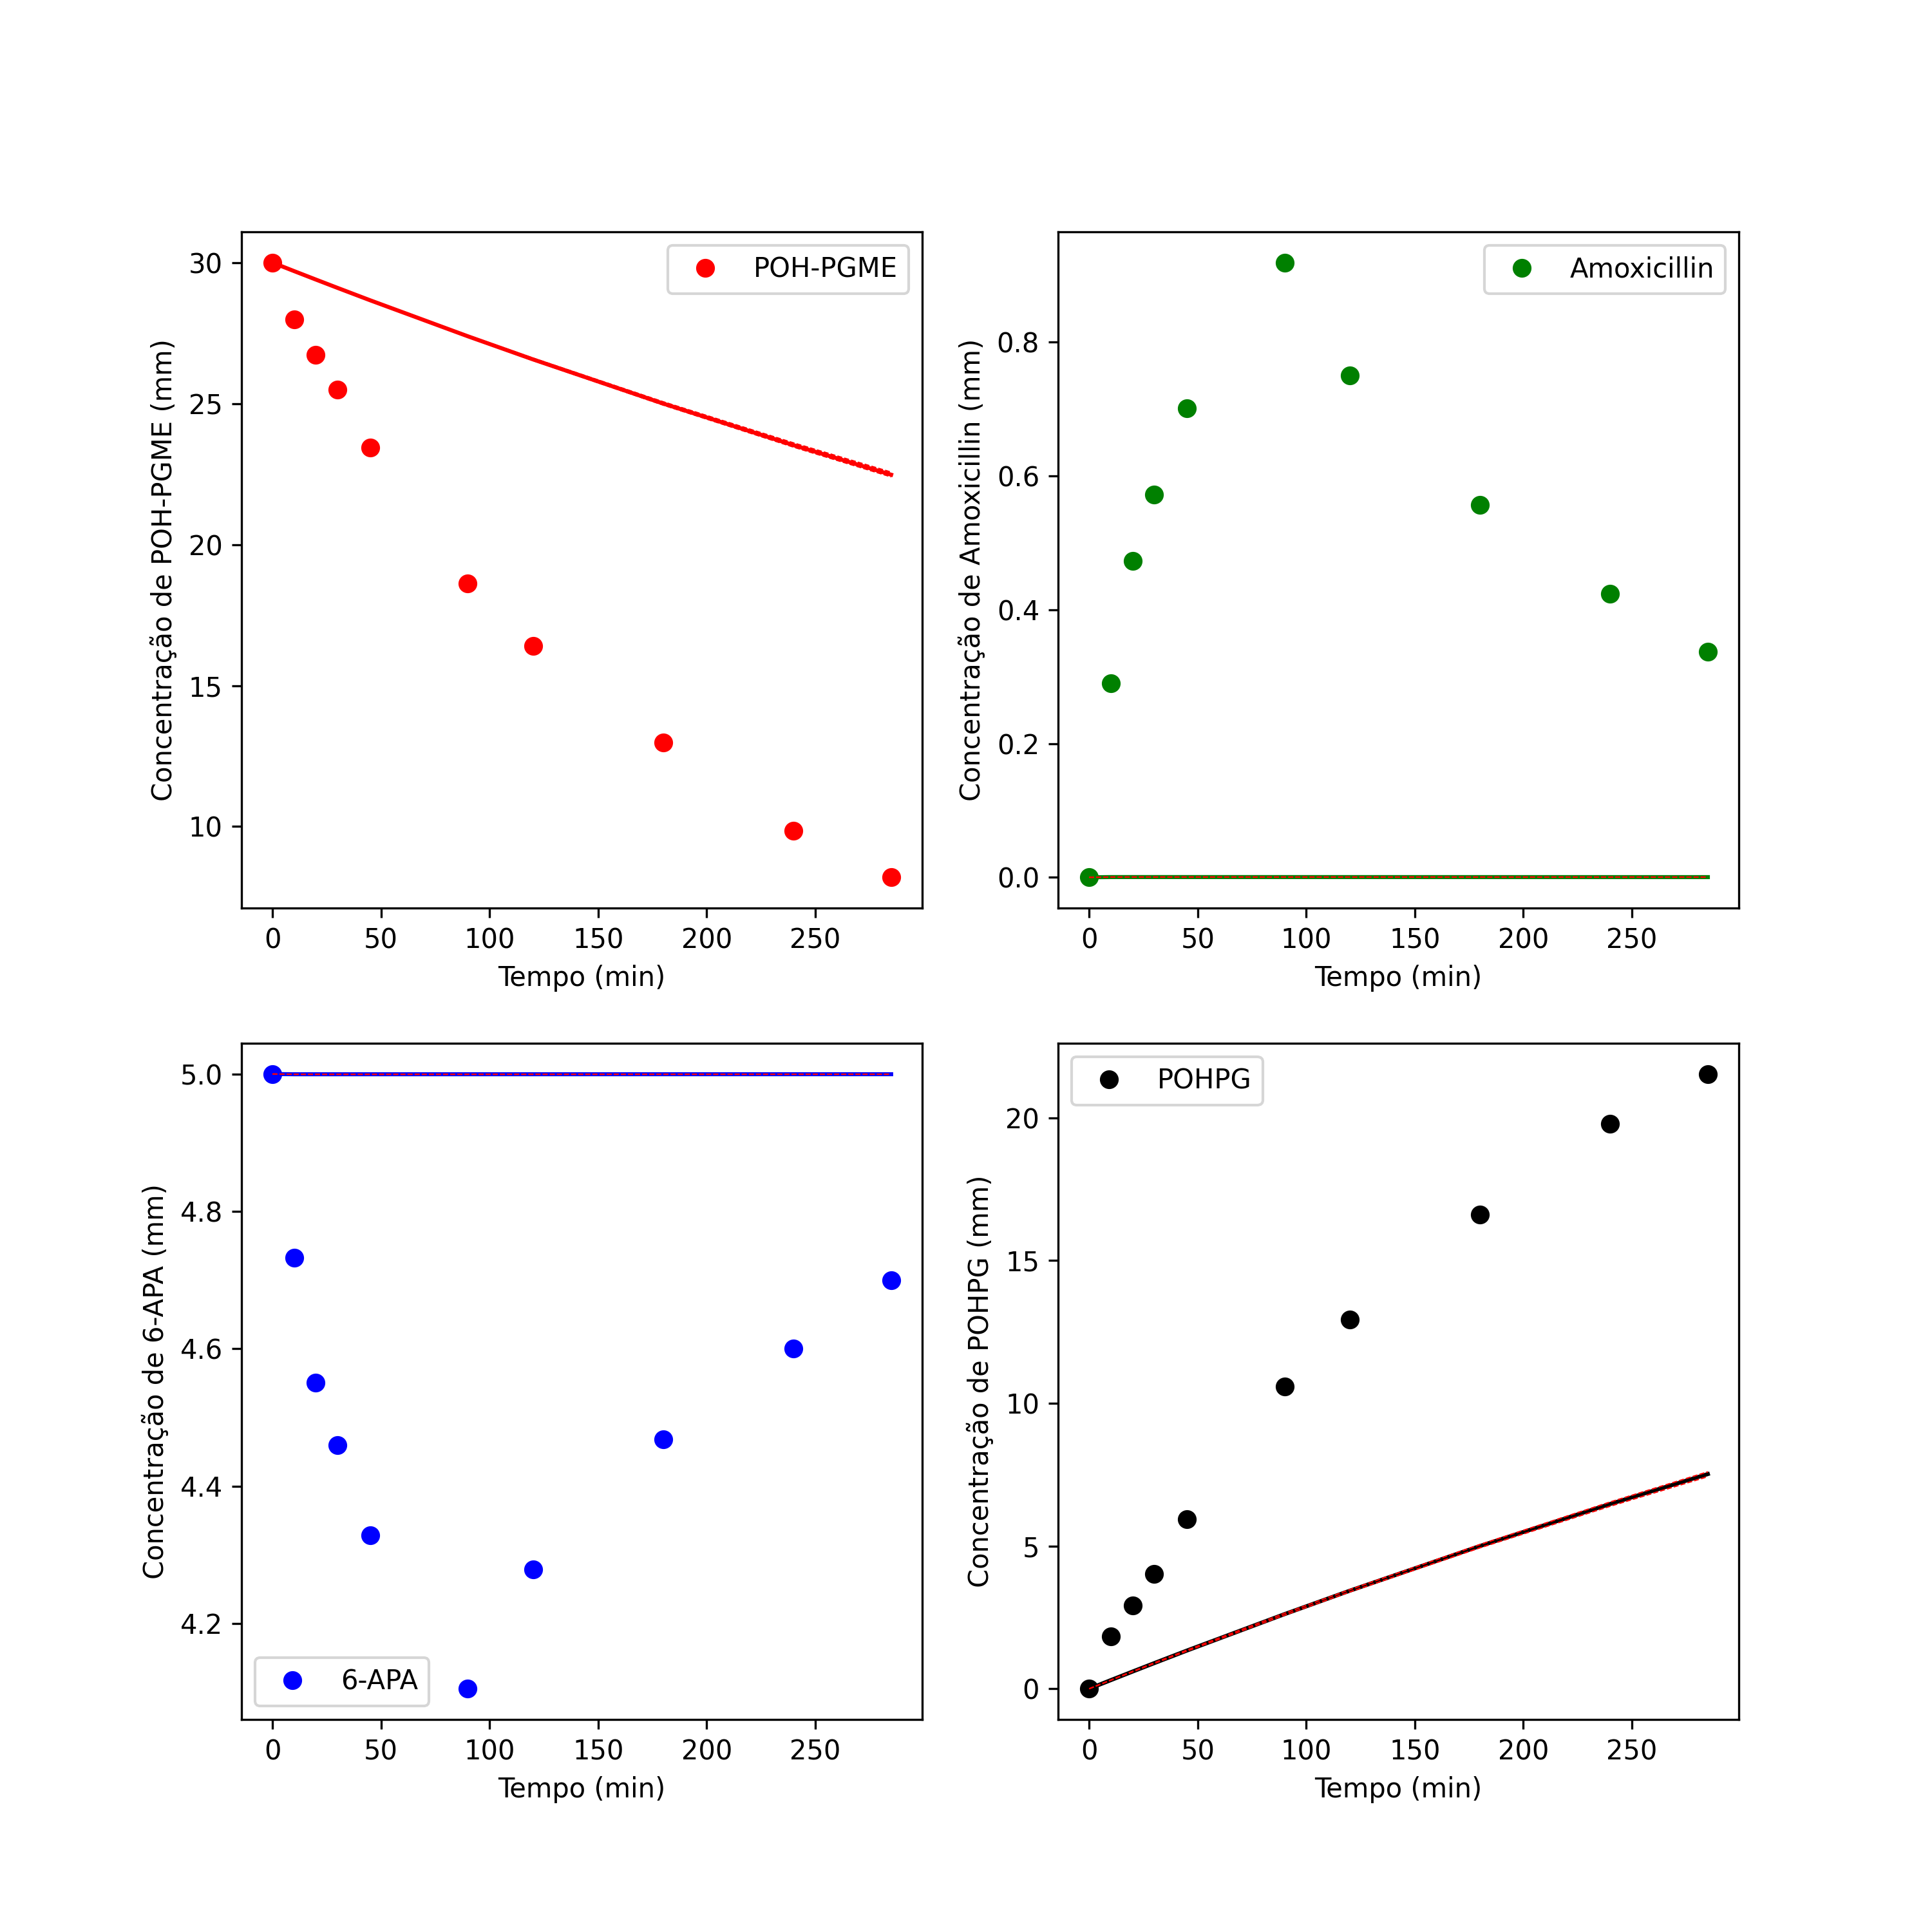 POH-PGME
30
25
20
15
10
Concentração de POH-PGME (mm)
0 50 100 150 200 250
Tempo (min)
Amoxicillin
0.8
0.6
0.4
0.2
0.0
Concentração de Amoxicillin (mm)
0 50 100 150 200 250
Tempo (min)
5.0
4.8
4.6
4.4
4.2
Concentração de 6-APA (mm)
6-APA
0 50 100 150 200 250
Tempo (min)
POHPG
20
15
10
5
0
Concentração de POHPG (mm)
0 50 100 150 200 250
Tempo (min)